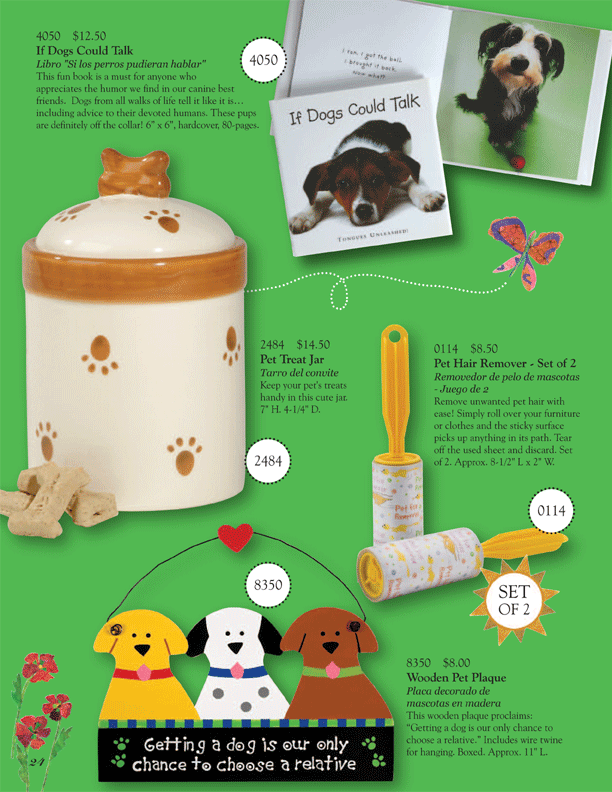 4050 $12.50
If Dogs Could Talk
Libro "Si los perros pudieran hablar"
This fun book is a must for anyone who
appreciates the humor we find in our canine best
friends. Dogs from all walks of life tell it like it is…
including advice to their devoted humans. These pups
are definitely off the collar! 6" x 6", hardcover, 80-pages.
4050
I ran, I got the ball,
I brought it back.
Now what?
If Dogs Could Talk
Tongues Unleashed!
2484 $14.50
Pet Treat Jar
Tarro del convite
Keep your pet's treats
handy in this cute jar.
7" H. 4-1/4" D.
2484
0114 $8.50
Pet Hair Remover - Set of 2
Removedor de pelo de mascotas
- Juego de 2
Remove unwanted pet hair with
ease! Simply roll over your furniture
or clothes and the sticky surface
picks up anything in its path. Tear
off the used sheet and discard. Set
of 2. Approx. 8-1/2" L x 2" W.
Pet Hair
Remover
0114
SET
OF 2
8350
8350 $8.00
Wooden Pet Plaque
Placa decorado de
mascotas en madera
This wooden plaque proclaims:
"Getting a dog is our only chance to
choose a relative." Includes wire twine
for hanging. Boxed. Approx. 11" L.
Getting a dog is our only
chance to choose a relative
24